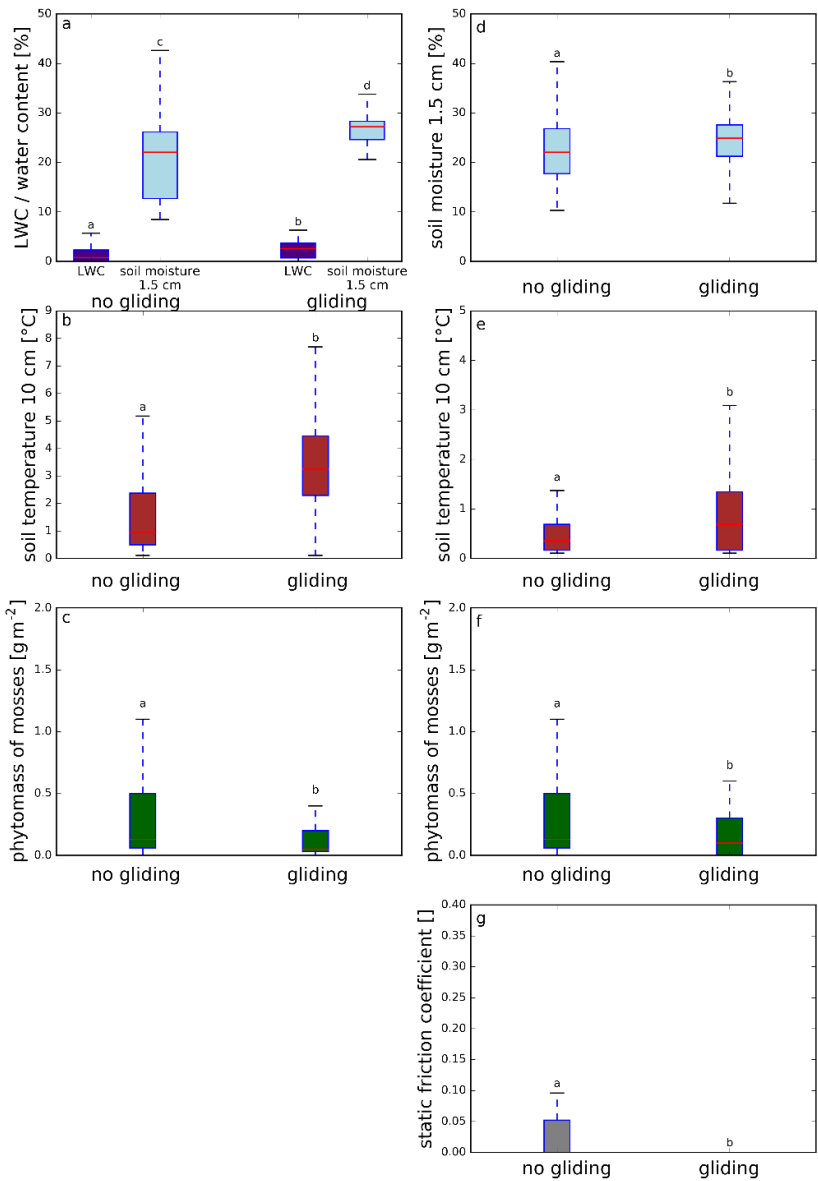 a
LWC / water content [%]
50
40
30
20
10
0
a
c
b
d
LWC
soil moisture
1.5 cm
LWC
soil moisture
1.5 cm
no gliding
gliding
d
soil moisture 1.5 cm [%]
50
40
30
20
10
0
a
b
no gliding
gliding
b
soil temperature 10 cm [°C]
9
8
7
6
5
4
3
2
1
0
a
b
no gliding
gliding
e
soil temperature 10 cm [°C]
5
4
3
2
1
0
a
b
no gliding
gliding
c
phytomass of mosses [gm⁻²]
2.0
1.5
1.0
0.5
0.0
a
b
no gliding
gliding
f
phytomass of mosses [gm⁻²]
2.0
1.5
1.0
0.5
0.0
a
b
no gliding
gliding
g
static friction coefficient []
0.40
0.35
0.30
0.25
0.20
0.15
0.10
0.05
0.00
a
b
no gliding
gliding